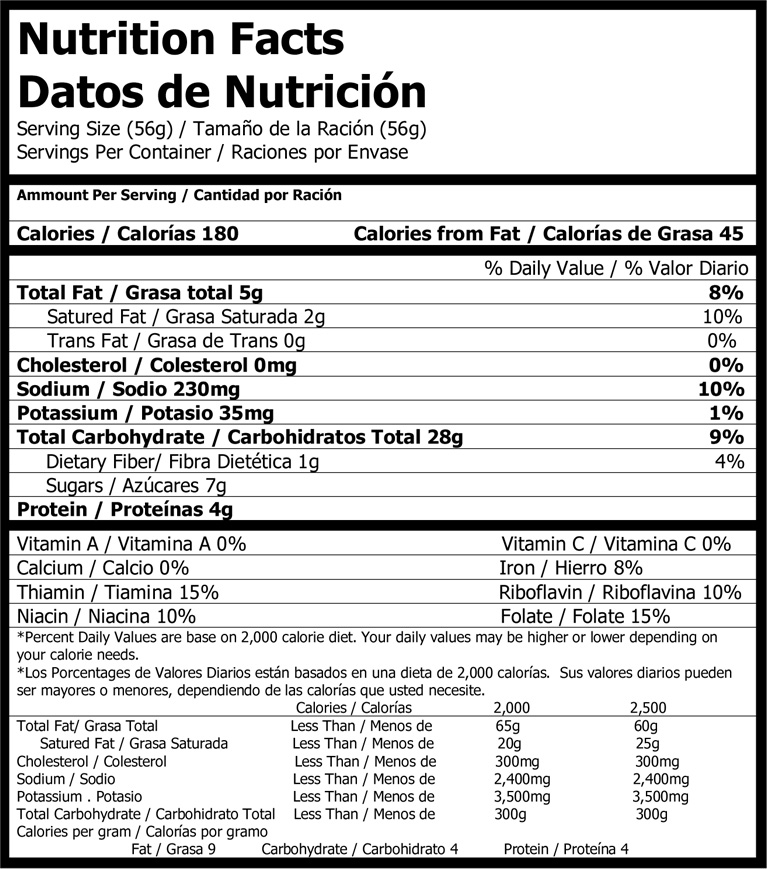 Nutrition Facts
Datos de Nutrición
Serving Size (56g) / Tamaño de la Ración (56g)
Servings Per Container / Raciones por Envase
Ammount Per Serving / Cantidad por Ración
Calories / Calorías 180 Calories from Fat / Calorías de Grasa 45
% Daily Value / % Valor Diario
Total Fat / Grasa total 5g 8%
Satured Fat / Grasa Saturada 2g 10%
Trans Fat / Grasa de Trans 0g 0%
Cholesterol / Colesterol 0mg 0%
Sodium / Sodio 230mg 10%
Potassium / Potasio 35mg 1%
Total Carbohydrate / Carbohidratos Total 28g 9%
Dietary Fiber/ Fibra Dietética 1g 4%
Sugars / Azúcares 7g
Protein / Proteínas 4g
Vitamin A / Vitamina A 0% Vitamin C / Vitamina C 0%
Calcium / Calcio 0% Iron / Hierro 8%
Thiamin / Tiamina 15% Riboflavin / Riboflavina 10%
Niacin / Niacina 10% Folate / Folate 15%
*Percent Daily Values are base on 2,000 calorie diet. Your daily values may be higher or lower depending on
your calorie needs.
*Los Porcentages de Valores Diarios están basados en una dieta de 2,000 calorías. Sus valores diarios pueden
ser mayores o menores, dependiendo de las calorías que usted necesite.
Calories / Calorías 2,000 2,500
Total Fat/ Grasa Total Less Than / Menos de 65g 60g
Satured Fat / Grasa Saturada Less Than / Menos de 20g 25g
Cholesterol / Colesterol Less Than / Menos de 300mg 300mg
Sodium / Sodio Less Than / Menos de 2,400mg 2,400mg
Potassium . Potasio Less Than / Menos de 3,500mg 3,500mg
Total Carbohydrate / Carbohidrato Total Less Than / Menos de 300g 300g
Calories per gram / Calorías por gramo
Fat / Grasa 9 Carbohydrate / Carbohidrato 4 Protein / Proteína 4